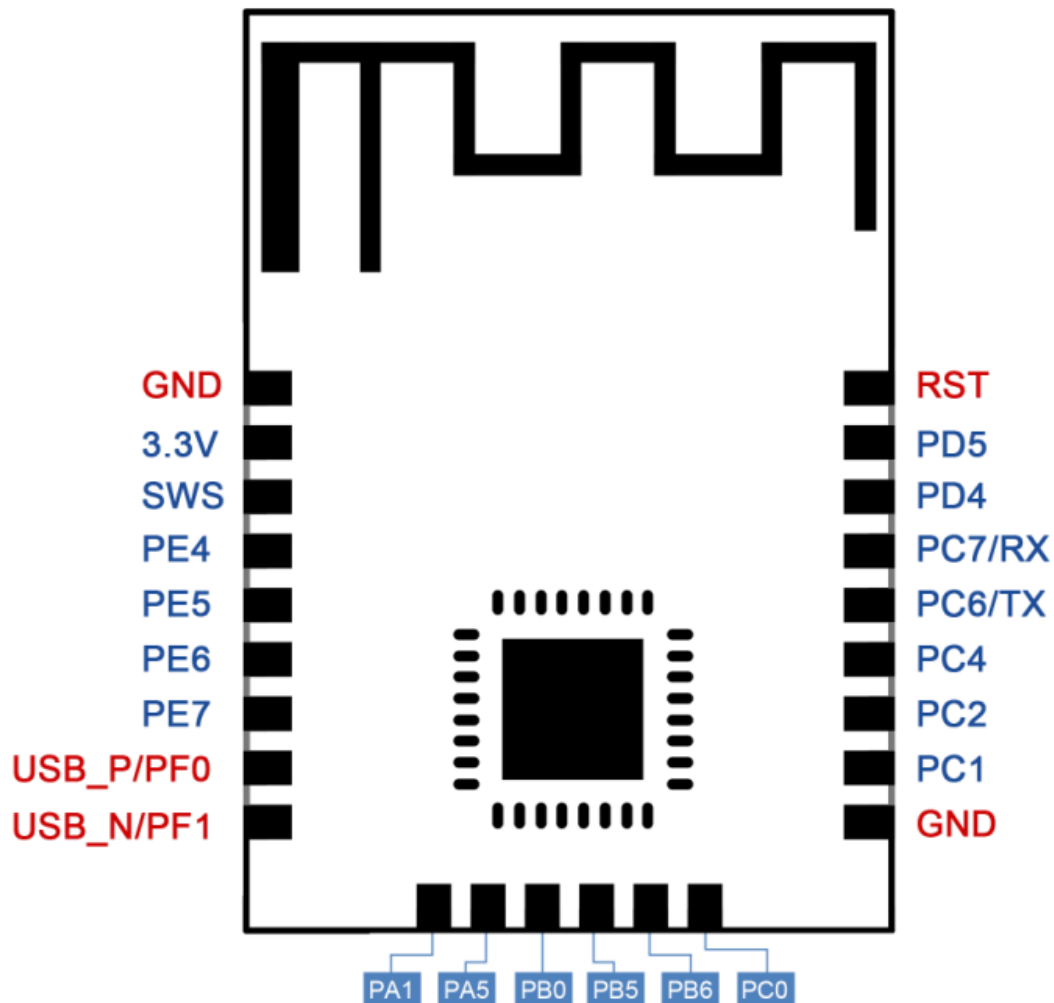 GND RST
3.3V PD5
SWS PD4
PE4 PC7/RX
PE5 PC6/TX
PE6 PC4
PE7 PC2
USB_P/PF0 PC1
USB_N/PF1 GND
PA1 PA5 PB0 PB5 PB6 PC0